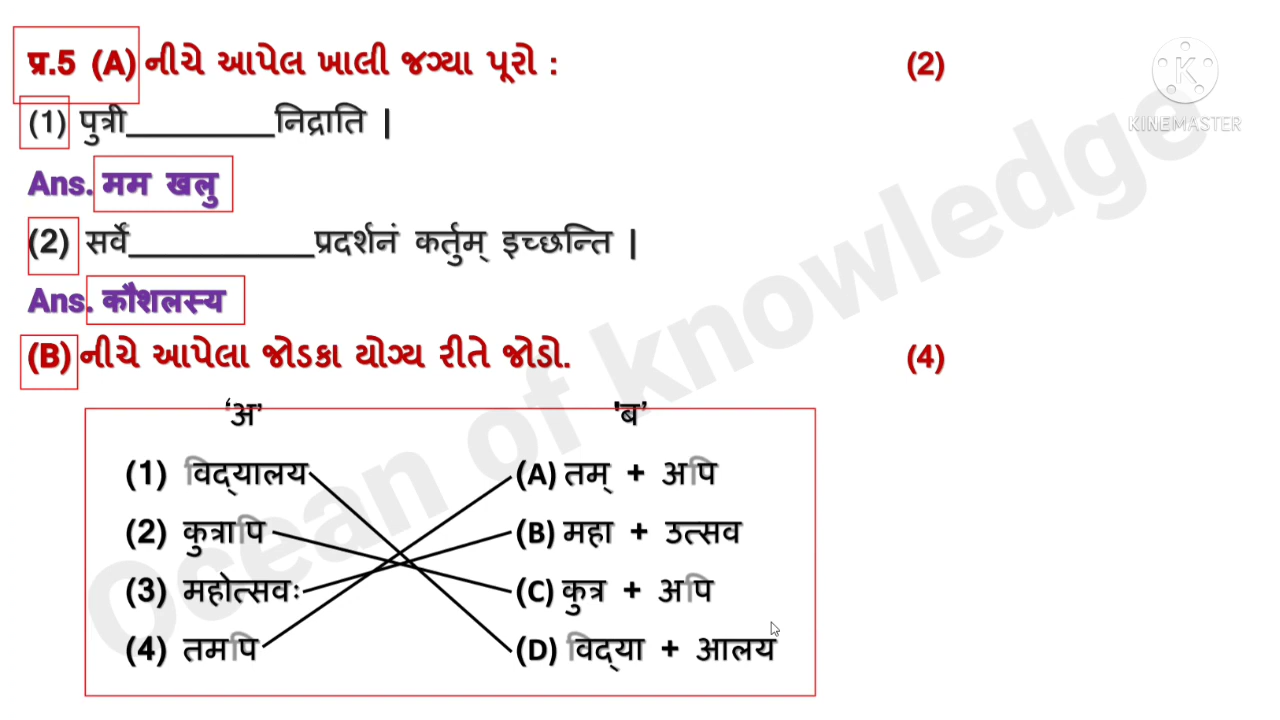 प्र.5 (A) નીચે આપેલ ખાલી જગ્યા પૂરો : (2)
(1) पुत्री_________निद्राति |
Ans. मम खलु
(2) सर्वे___________प्रदर्शनं कर्तुम् इच्छन्ति |
Ans. कौशलस्य
(B) નીચે આપેલા જોડકા યોગ્ય રીતે જોડો. (4)
‘अ’ 'ब’
(1) विद्यालय (A) तम् + अपि
(2) कुत्रापि (B) महा + उत्सव
(3) महोत्सवः (C) कुत्र + अपि
(4) तमपि (D) विद्या + आलय
K
KINEMASTER
Ocean of knowledge